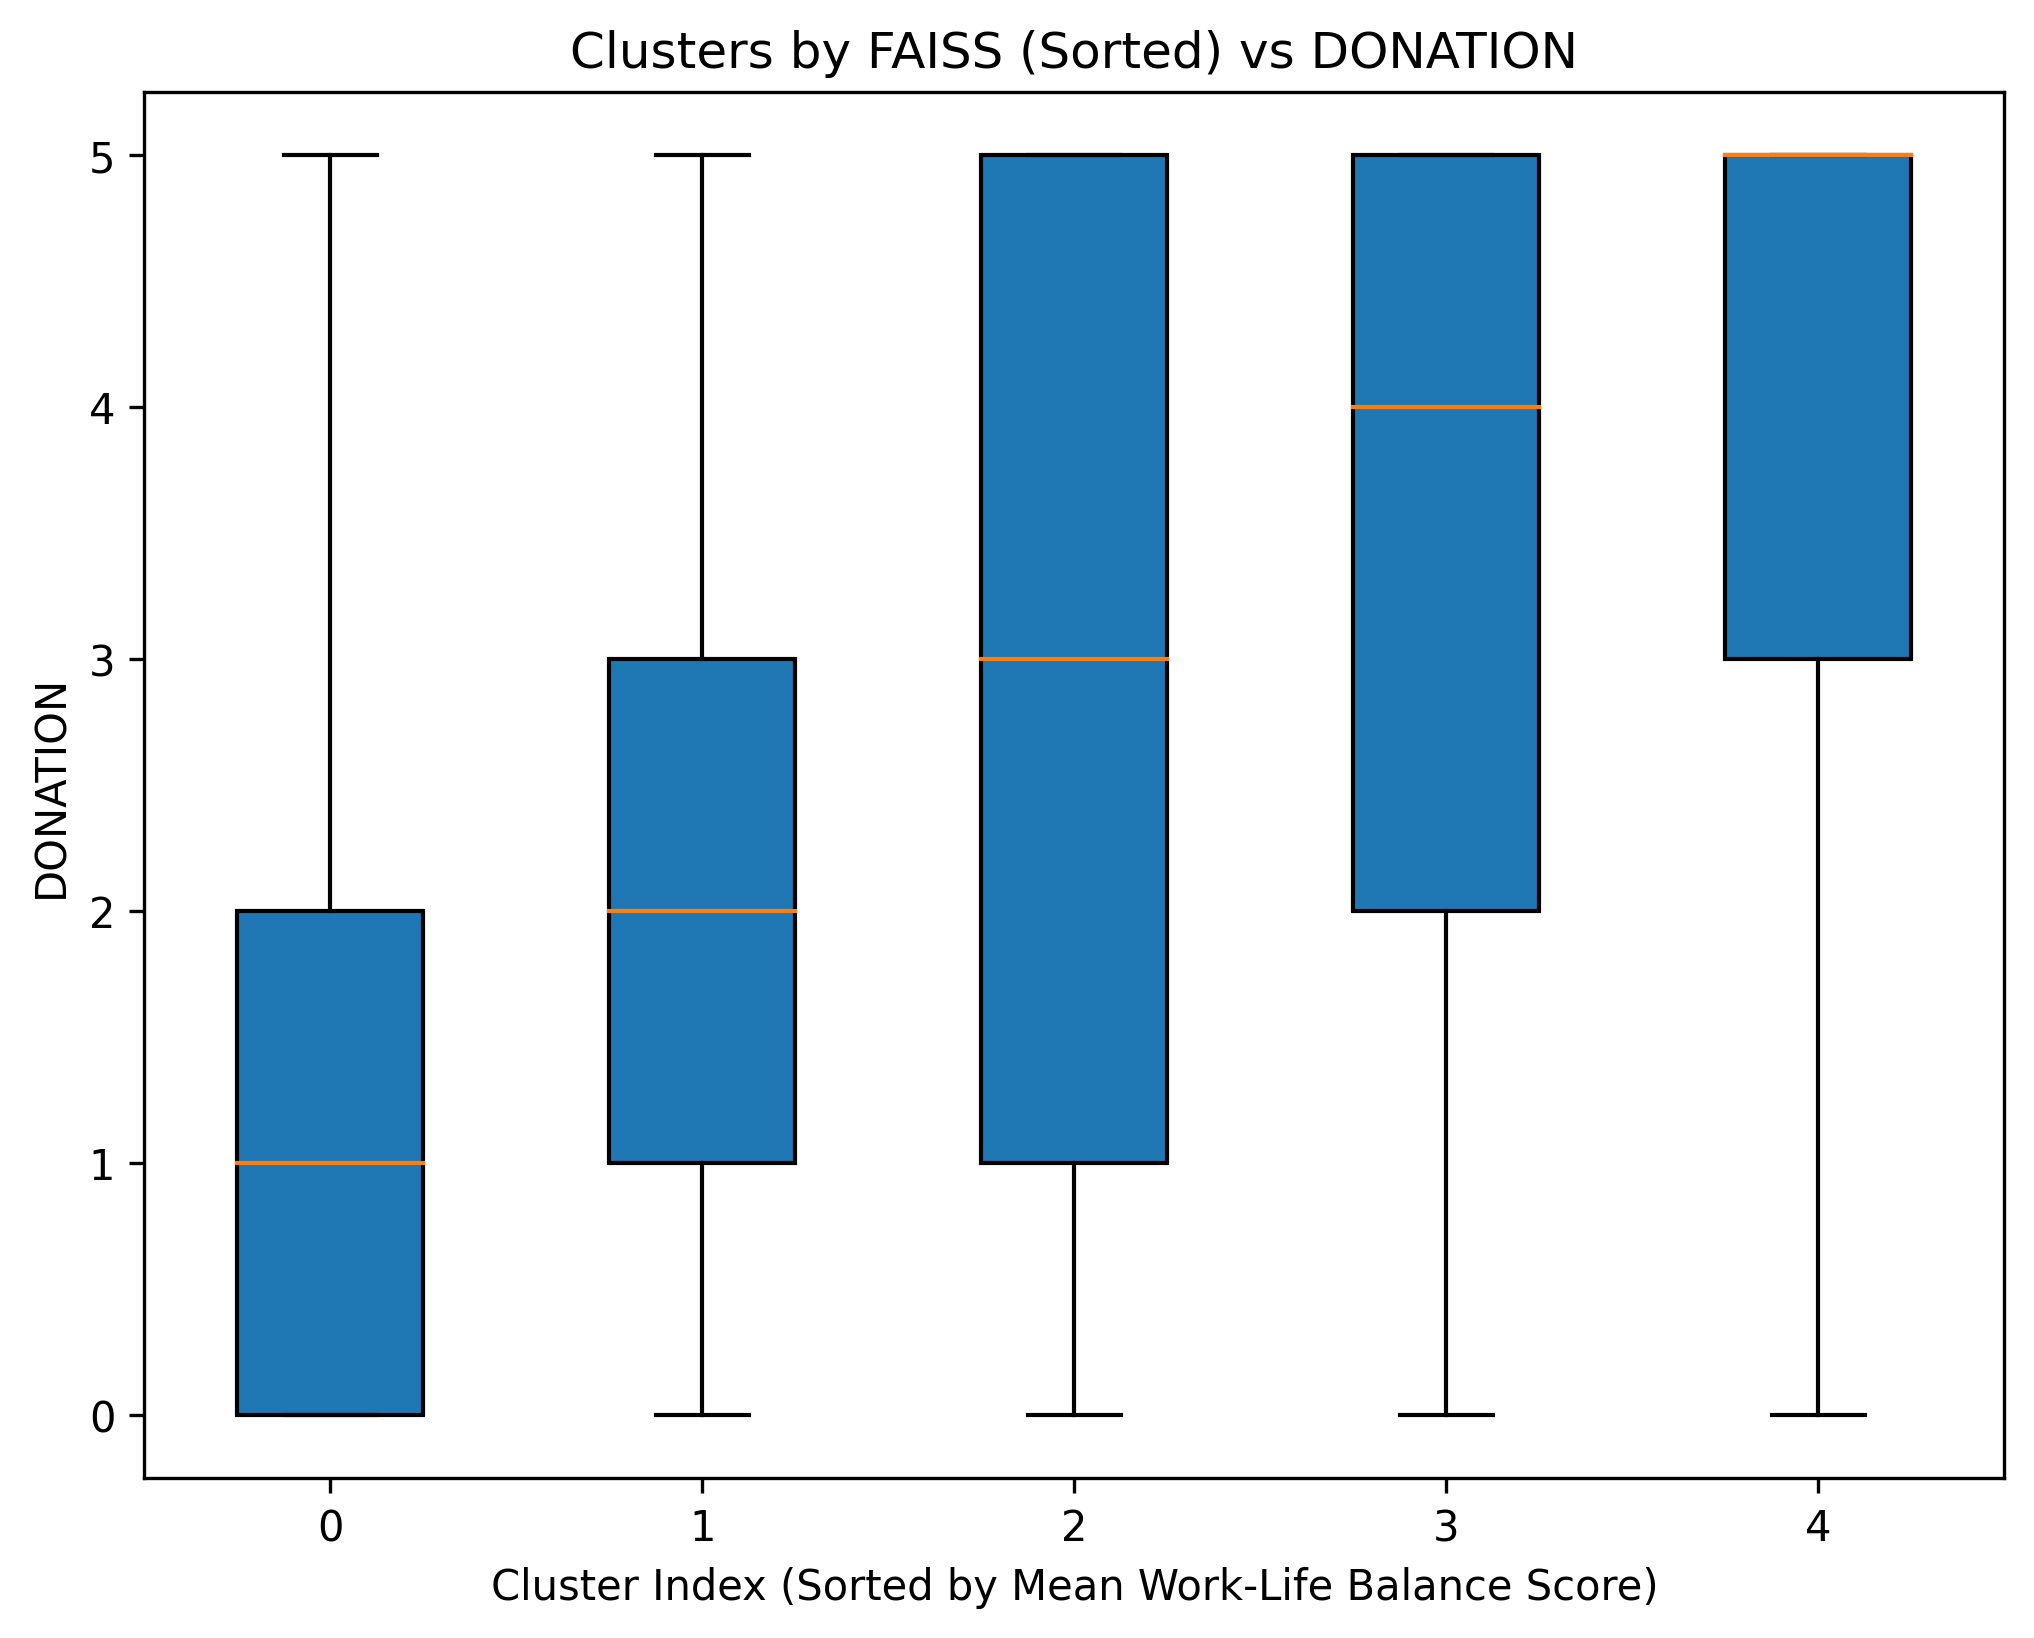 Clusters by FAISS (Sorted) vs DONATION
5
4
3
2
1
0
DONATION
0 1 2 3 4
Cluster Index (Sorted by Mean Work-Life Balance Score)